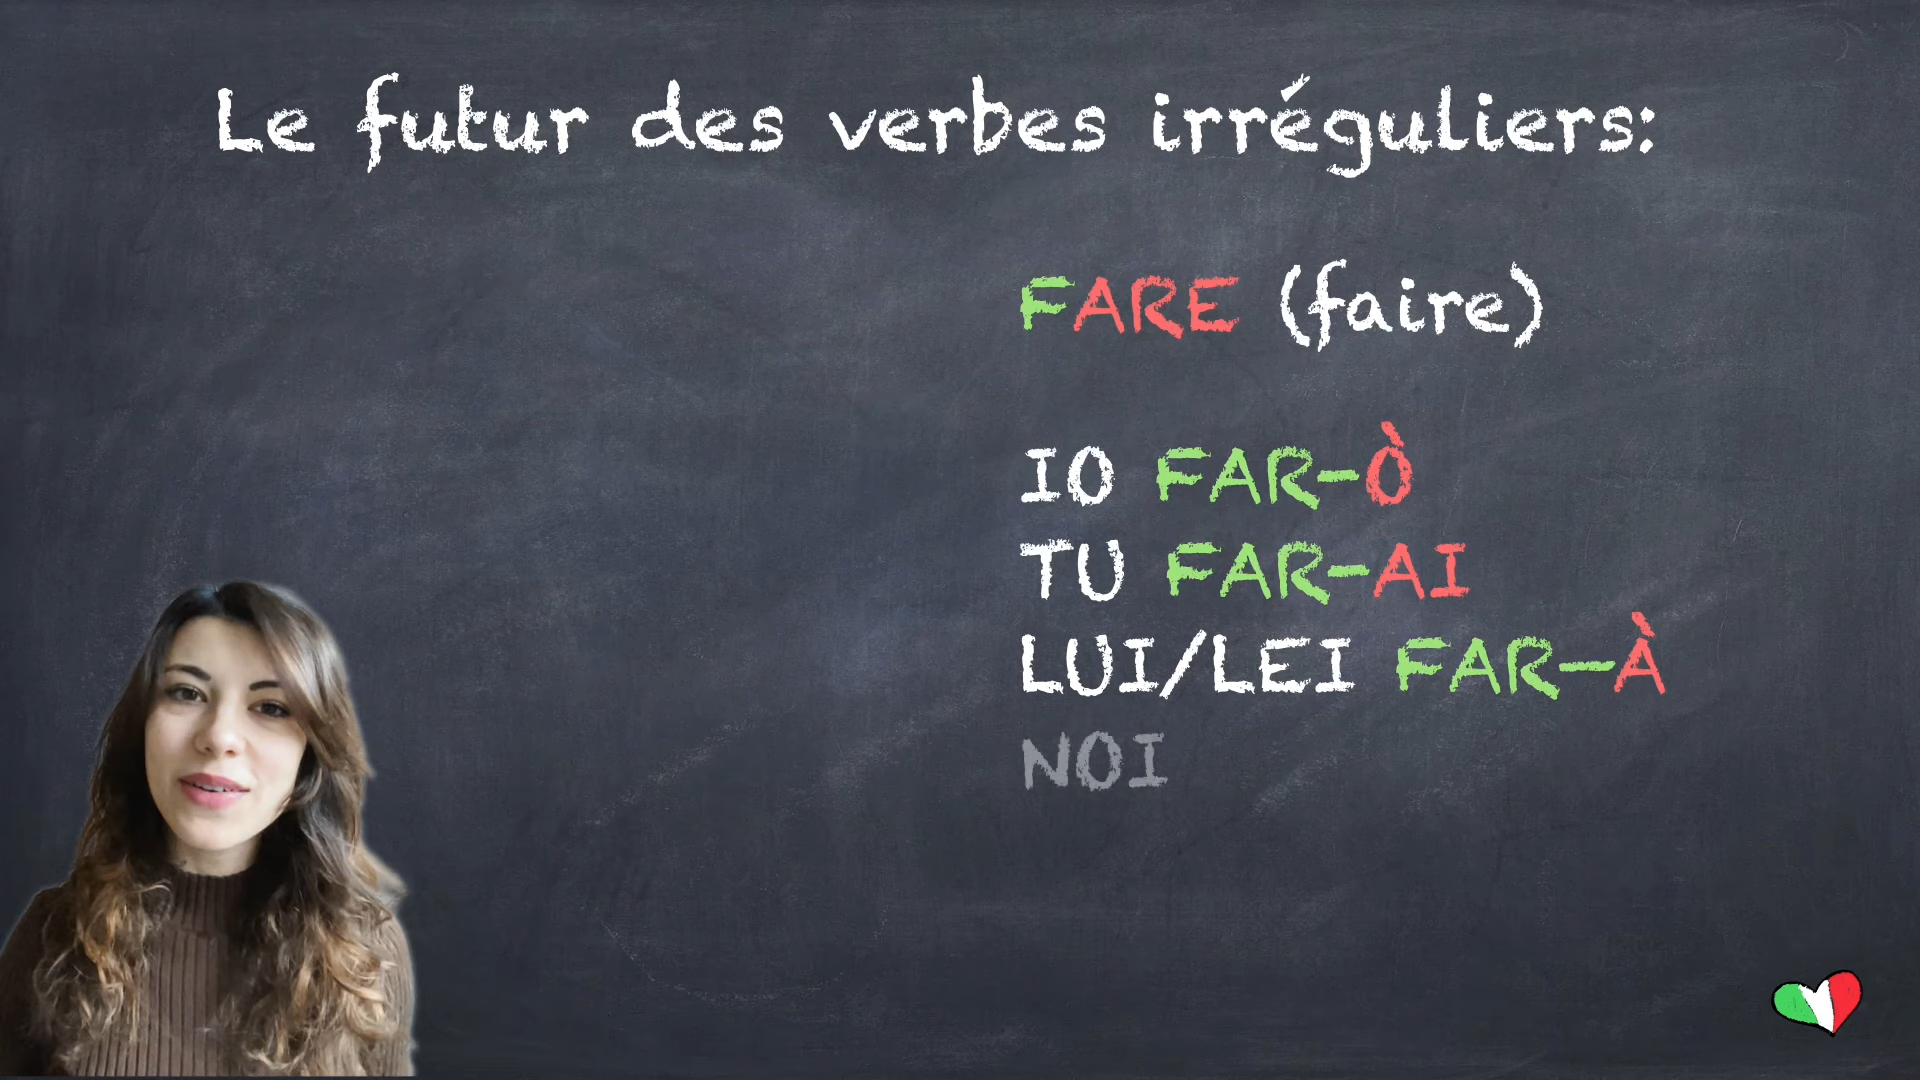 Le futur des verbes irréguliers:
FARE (faire)
IO FAR-Ò
TU FAR-AI
LUI/LEI FAR-À
NOI